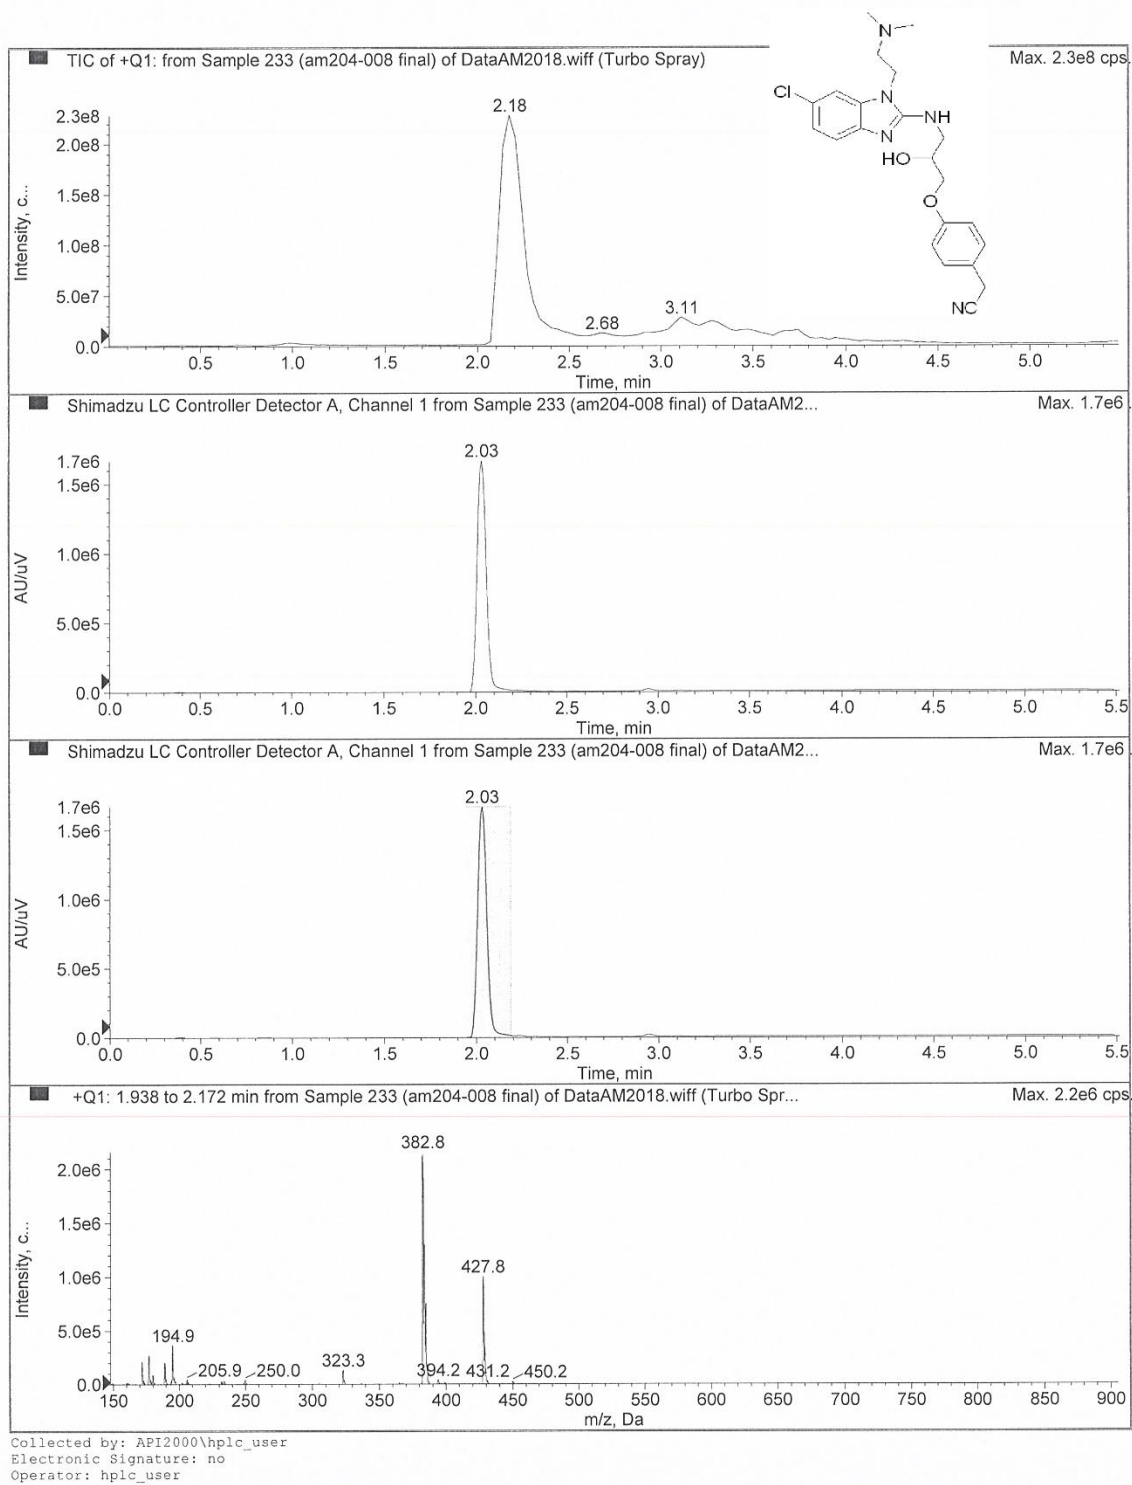 TIC of +Q1: from Sample 233 (am204-008 final) of DataAM2018.wiff (Turbo Spray)
Max. 2.3e8 cps.
N
N
Cl
NH
N
HO
O
NC
2.18
2.68
3.11
2.3e8
2.0e8
1.5e8
1.0e8
5.0e7
0.0
Intensity, c...
0.5 1.0 1.5 2.0 2.5 3.0 3.5 4.0 4.5 5.0
Time, min
Shimadzu LC Controller Detector A, Channel 1 from Sample 233 (am204-008 final) of DataAM2...
Max. 1.7e6.
2.03
1.7e6
1.5e6
1.0e6
5.0e5
0.0
AU/uV
0.0 0.5 1.0 1.5 2.0 2.5 3.0 3.5 4.0 4.5 5.0 5.5
Time, min
Shimadzu LC Controller Detector A, Channel 1 from Sample 233 (am204-008 final) of DataAM2...
Max. 1.7e6.
2.03
1.7e6
1.5e6
1.0e6
5.0e5
0.0
AU/uV
0.0 0.5 1.0 1.5 2.0 2.5 3.0 3.5 4.0 4.5 5.0 5.5
Time, min
+Q1: 1.938 to 2.172 min from Sample 233 (am204-008 final) of DataAM2018.wiff (Turbo Spr...
Max. 2.2e6 cps.
382.8
427.8
194.9
205.9
250.0
323.3
394.2
431.2
450.2
2.0e6
1.5e6
1.0e6
5.0e5
0.0
Intensity, c...
150 200 250 300 350 400 450 500 550 600 650 700 750 800 850 900
m/z, Da
Collected by: API2000\hplc_user
Electronic Signature: no
Operator: hplc_user